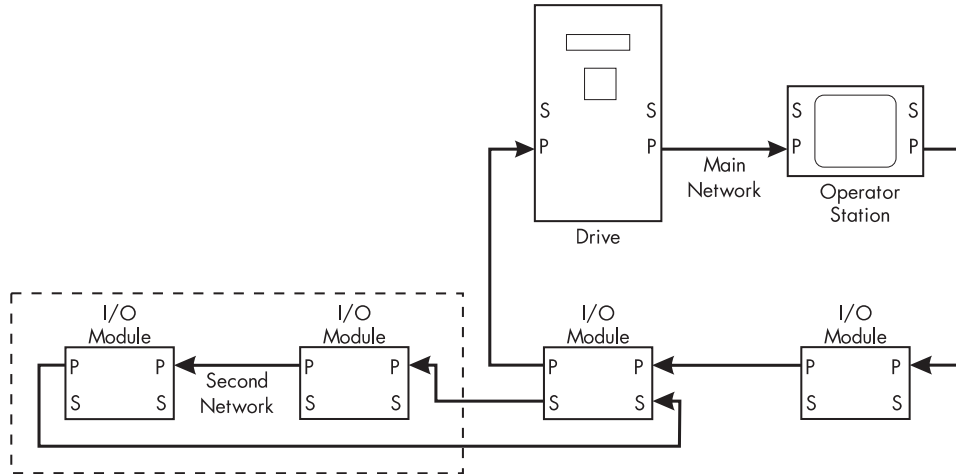 S S
P P
Drive
Main
Network
S S
P P
Operator
Station
I/O
Module
P P
S S
Second
Network
I/O
Module
P P
S S
I/O
Module
P P
S S
I/O
Module
P P
S S